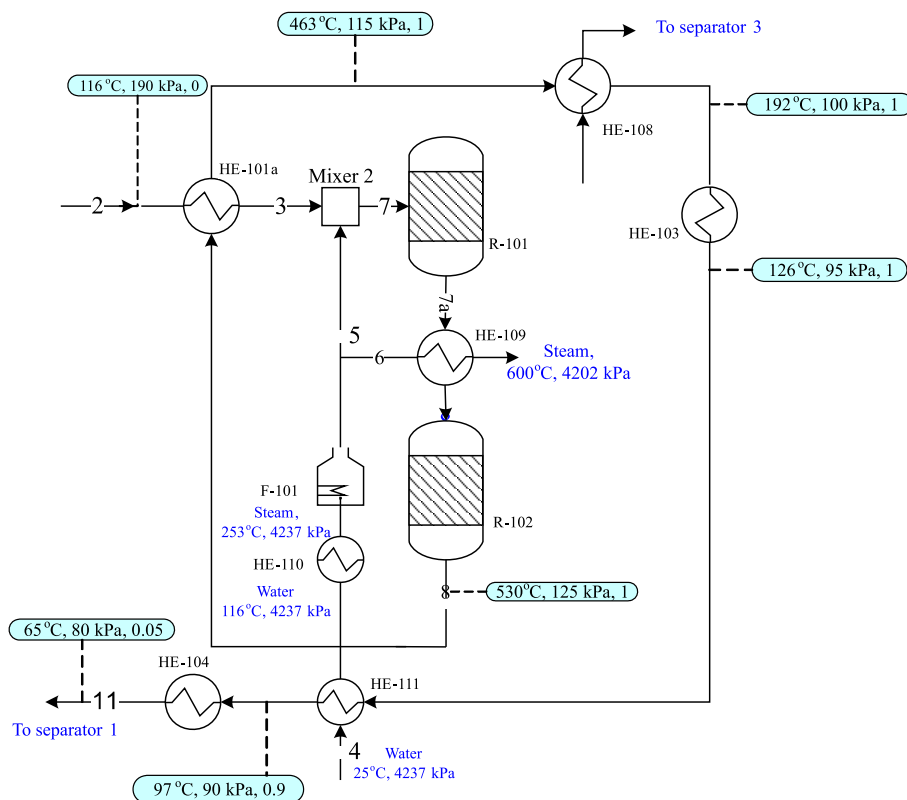 463°C, 115 kPa, 1
To separator 3
116°C, 190 kPa, 0
192°C, 100 kPa, 1
HE-108
HE-101a
Mixer 2
2
3
7
HE-103
R-101
126°C, 95 kPa, 1
7a
HE-109
5
6
Steam,
600°C, 4202 kPa
F-101
Steam,
253°C, 4237 kPa
R-102
HE-110
Water
116°C, 4237 kPa
8
530°C, 125 kPa, 1
65°C, 80 kPa, 0.05
HE-104
HE-111
11
To separator 1
4
Water
25°C, 4237 kPa
97°C, 90 kPa, 0.9